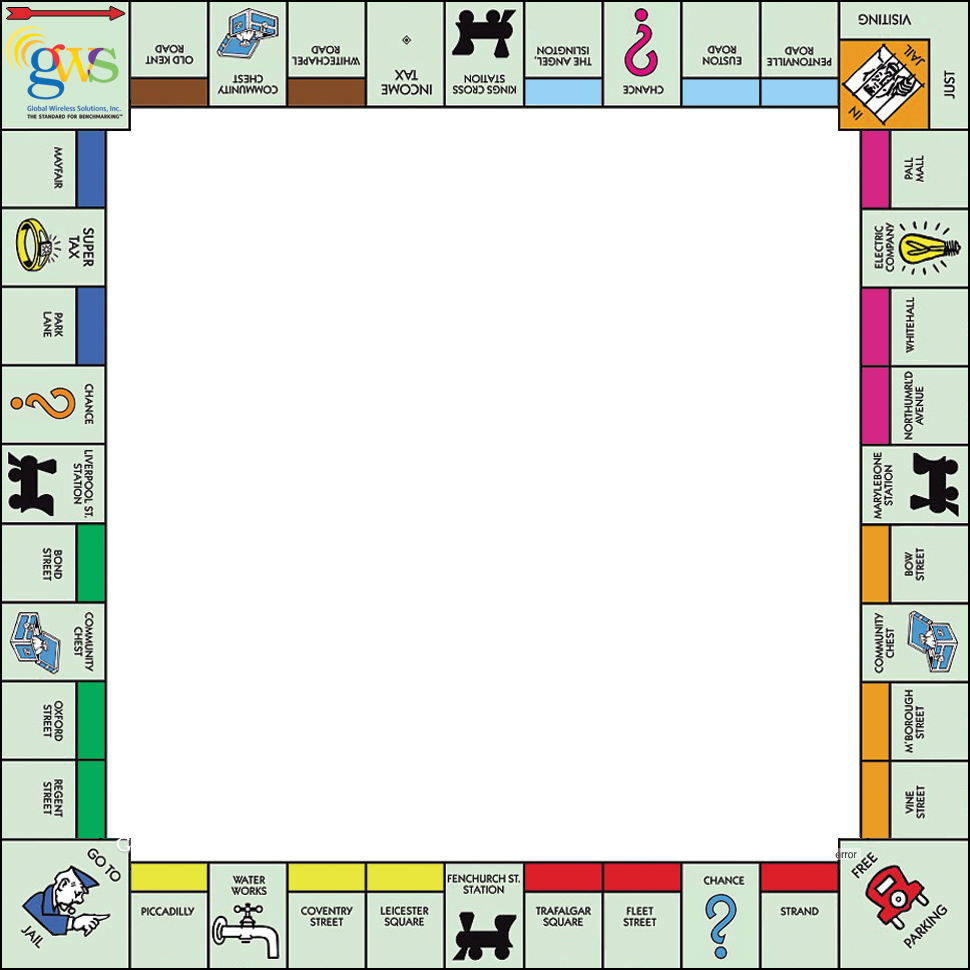 gws
Global Wireless Solutions, Inc.
THE STANDARD FOR BENCHMARKING™
OLD KENT
ROAD
COMMUNITY
CHEST
WHITECHAPEL
ROAD
INCOME
TAX
KINGS CROSS
STATION
THE ANGEL,
ISLINGTON
CHANCE
EUSTON
ROAD
PENTONVILLE
ROAD
IN
JAIL
JUST
VISITING
PALL
MALL
ELECTRIC
COMPANY
WHITEHALL
NORTHUMRL'D
AVENUE
MARYLEBONE
STATION
BOW
STREET
COMMUNITY
CHEST
M'BOROUGH
STREET
VINE
STREET
error
FREE
PARKING
STRAND
CHANCE
FLEET
STREET
TRAFALGAR
SQUARE
FENCHURCH ST.
STATION
LEICESTER
SQUARE
COVENTRY
STREET
WATER
WORKS
PICCADILLY
GO TO
JAIL
REGENT
STREET
OXFORD
STREET
COMMUNITY
CHEST
BOND
STREET
LIVERPOOL ST.
STATION
CHANCE
PARK
LANE
SUPER
TAX
MAYFAIR